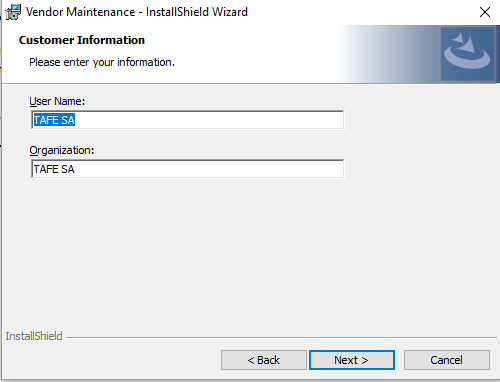 Vendor Maintenance - InstallShield Wizard
Customer Information
Please enter your information.
User Name:
TAFE SA
Organization:
TAFE SA
InstallShield
< Back
Next >
Cancel